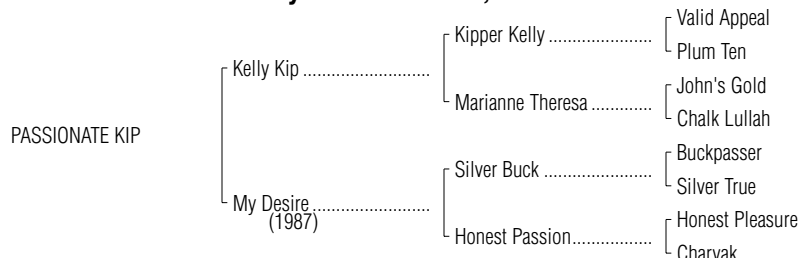 Valid Appeal
Kipper Kelly ....................
Plum Ten
Kelly Kip ........................
John's Gold
Marianne Theresa ............
Chalk Lullah
PASSIONATE KIP
Buckpasser
Silver Buck .....................
Silver True
My Desire ......................
(1987)
Honest Pleasure
Honest Passion...............
Charvak